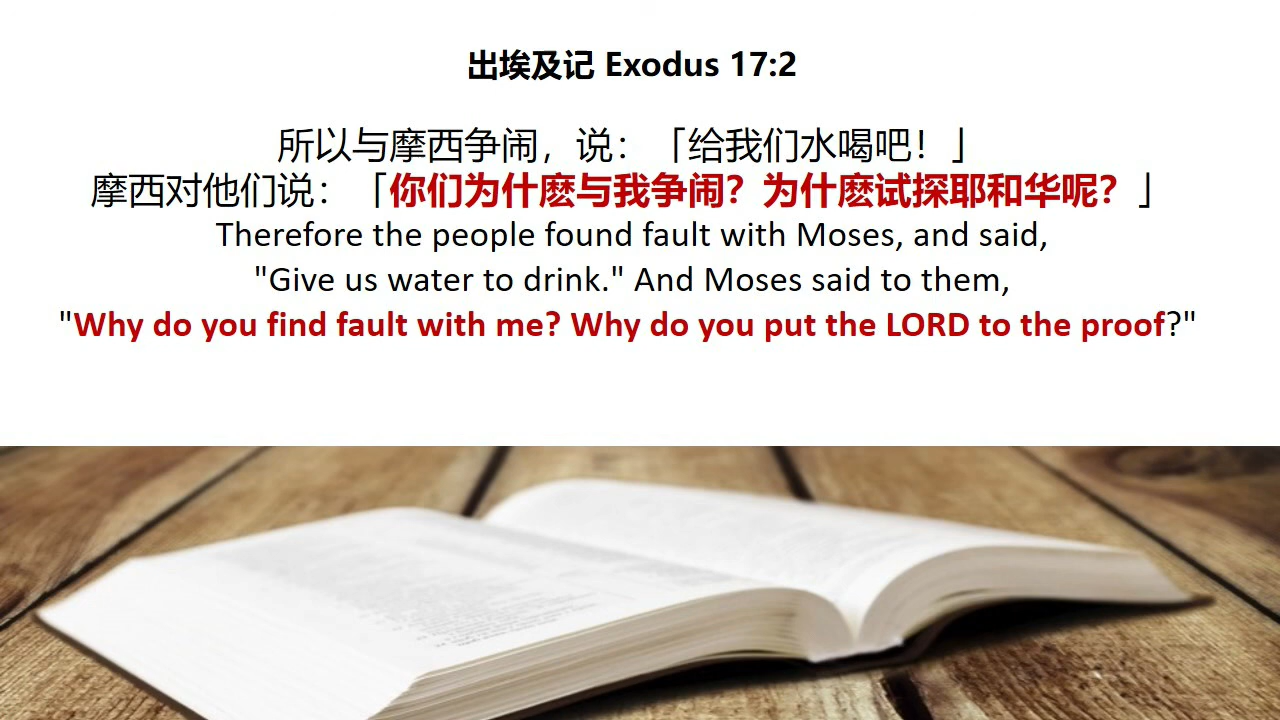 出埃及记 Exodus 17:2
所以与摩西争闹，说：「给我们水喝吧！」
摩西对他们说：「你们为什麽与我争闹？为什麽试探耶和华呢？」
Therefore the people found fault with Moses, and said,
"Give us water to drink." And Moses said to them,
"Why do you find fault with me? Why do you put the LORD to the proof?"